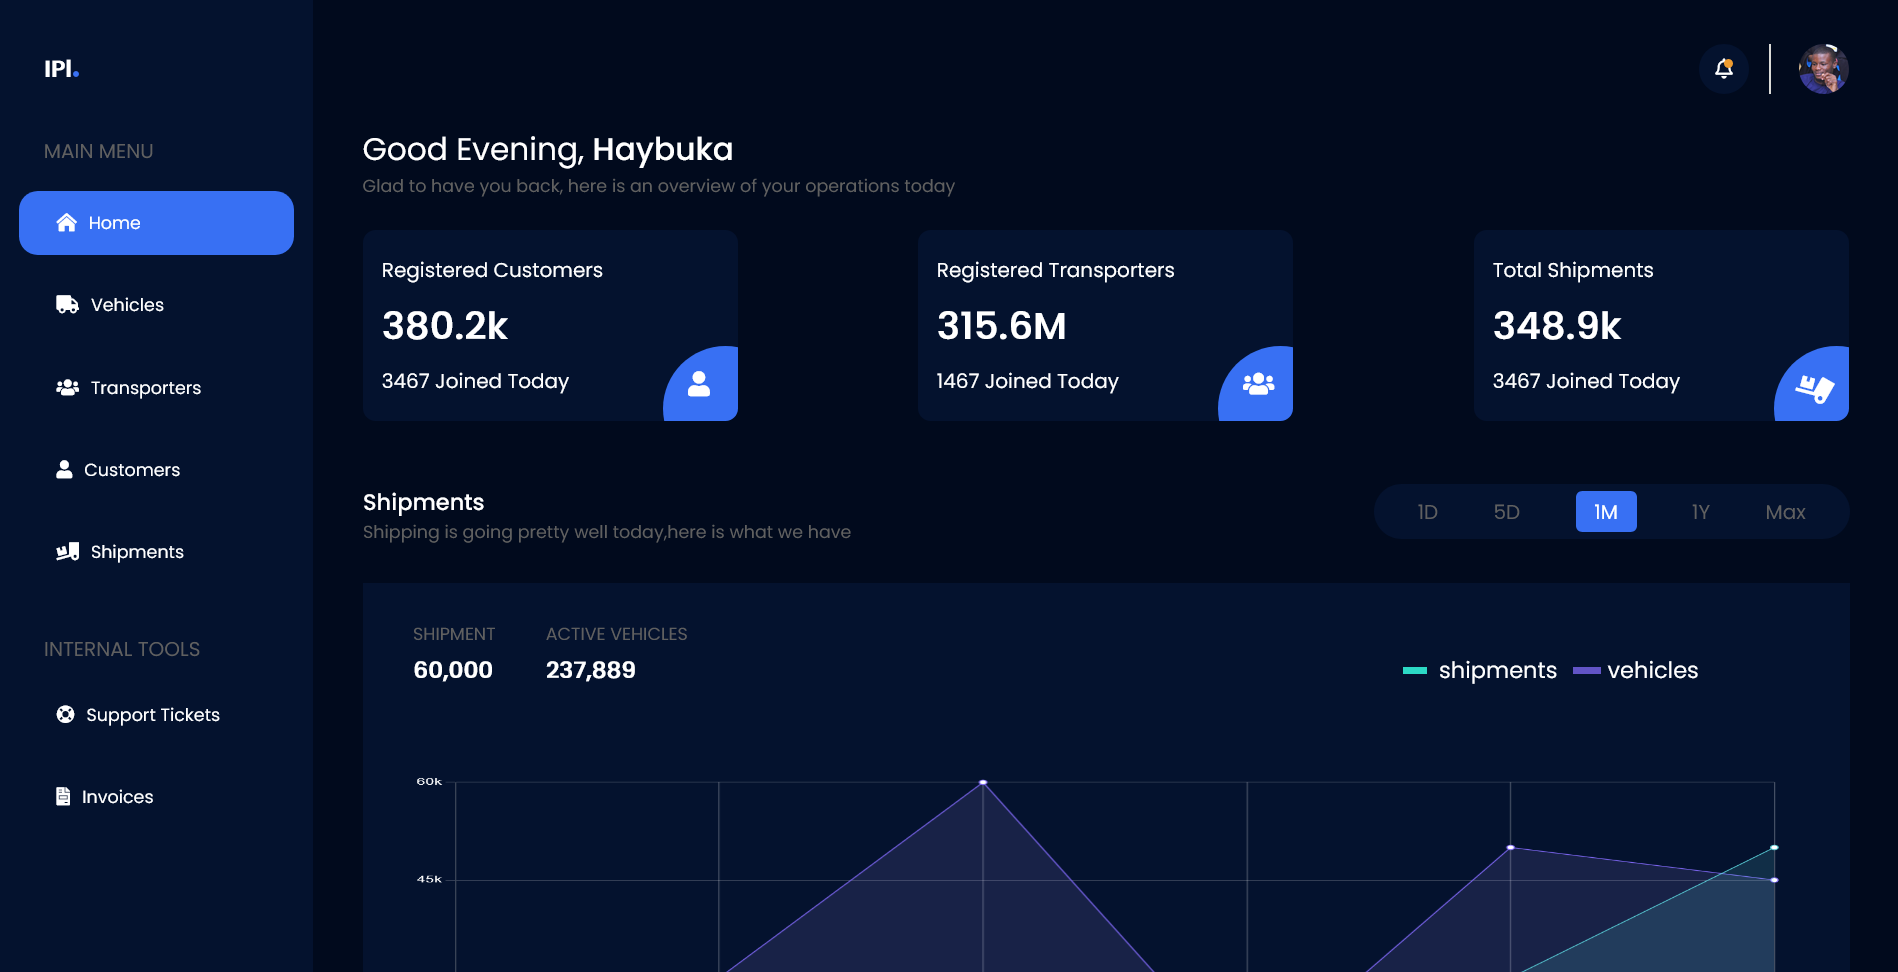 IPI.
MAIN MENU
Home
Vehicles
Transporters
Customers
Shipments
INTERNAL TOOLS
Support Tickets
Invoices
Good Evening, Haybuka
Glad to have you back, here is an overview of your operations today
Registered Customers
380.2k
3467 Joined Today
Registered Transporters
315.6M
1467 Joined Today
Total Shipments
348.9k
3467 Joined Today
Shipments
Shipping is going pretty well today,here is what we have
1D 5D 1M 1Y Max
SHIPMENT
60,000
ACTIVE VEHICLES
237,889
shipments vehicles
60k
45k